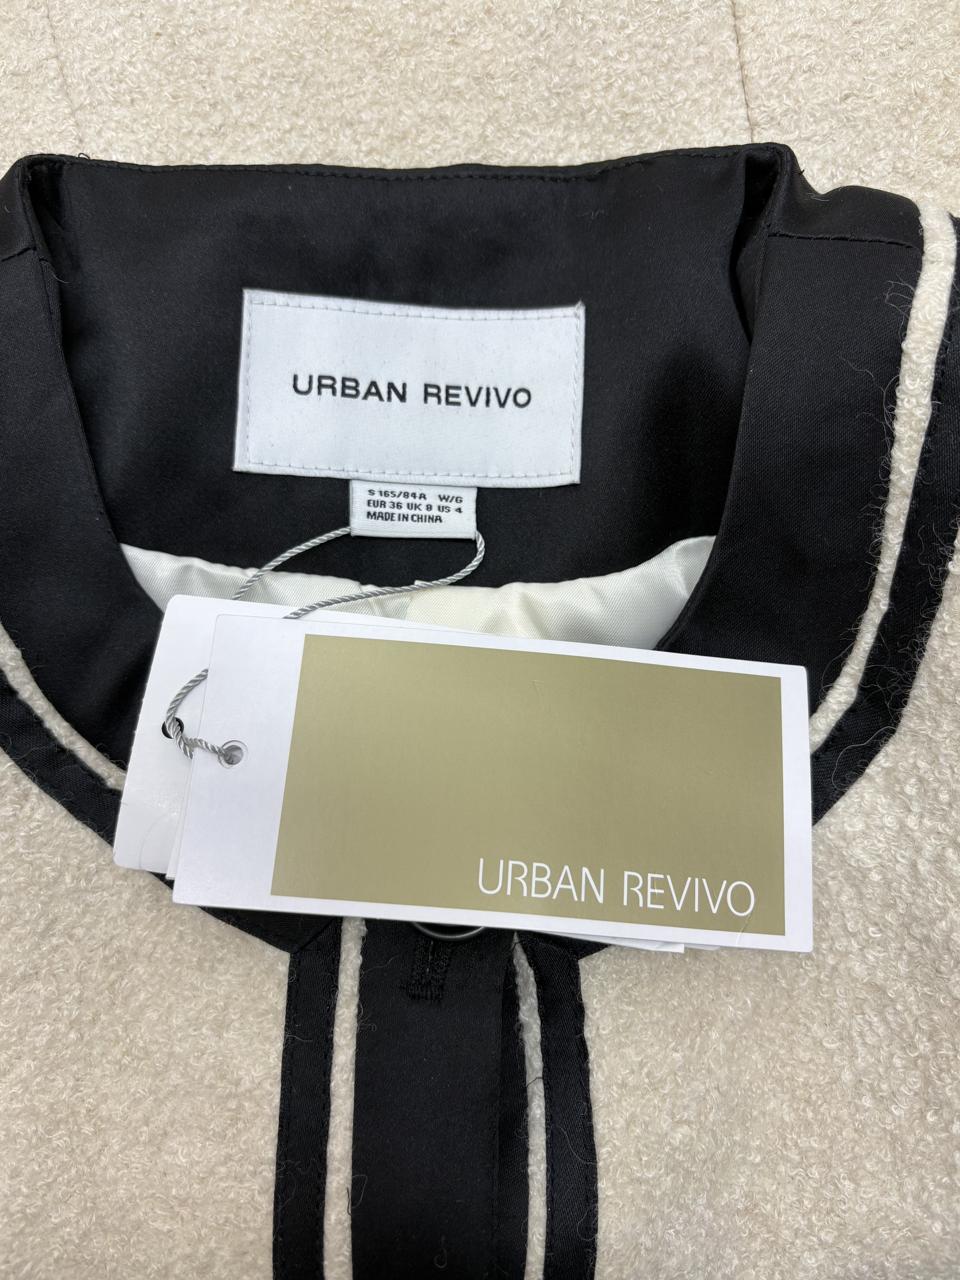 URBAN REVIVO
S 165/84A W/G
EUR 36 UK 8 US 4
MADE IN CHINA
URBAN REVIVO